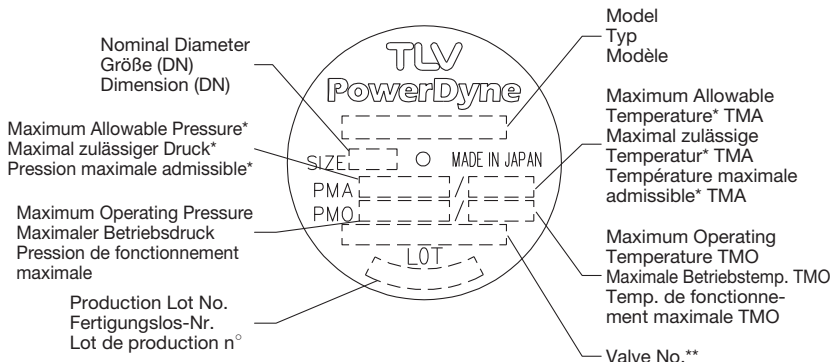 Nominal Diameter
Größe (DN)
Dimension (DN)
Maximum Allowable Pressure*
Maximal zulässiger Druck*
Pression maximale admissible*
Maximum Operating Pressure
Maximaler Betriebsdruck
Pression de fonctionnement
maximale
Production Lot No.
Fertigungslos-Nr.
Lot de production n°
TLV
PowerDyne
SIZE
MADE IN JAPAN
PMA /
PMO /
LOT
Model
Typ
Modèle
Maximum Allowable
Temperature* TMA
Maximal zulässige
Temperatur* TMA
Température maximale
admissible* TMA
Maximum Operating
Temperature TMO
Maximale Betriebstemp. TMO
Temp. de fonctionne-
ment maximale TMO
Valve No.**